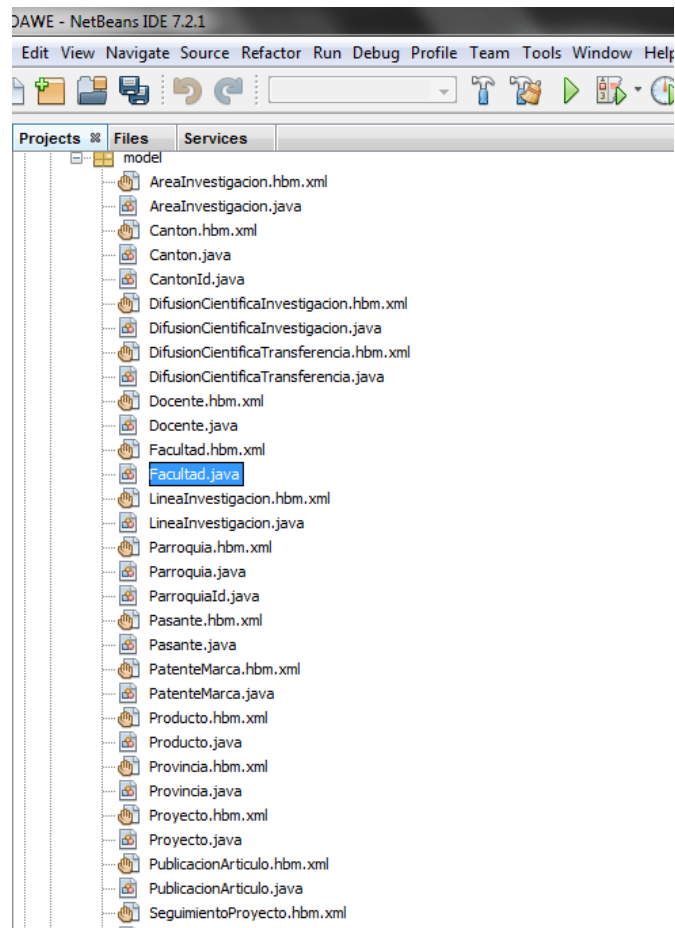 DAWE - NetBeans IDE 7.2.1
Edit View Navigate Source Refactor Run Debug Profile Team Tools Window Help
Projects Files Services
model
AreaInvestigacion.hbm.xml
AreaInvestigacion.java
Canton.hbm.xml
Canton.java
CantonId.java
DifusionCientificaInvestigacion.hbm.xml
DifusionCientificaInvestigacion.java
DifusionCientificaTransferencia.hbm.xml
DifusionCientificaTransferencia.java
Docente.hbm.xml
Docente.java
Facultad.hbm.xml
Facultad.java
LineaInvestigacion.hbm.xml
LineaInvestigacion.java
Parroquia.hbm.xml
Parroquia.java
ParroquiaId.java
Pasante.hbm.xml
Pasante.java
PatenteMarca.hbm.xml
PatenteMarca.java
Producto.hbm.xml
Producto.java
Provincia.hbm.xml
Provincia.java
Proyecto.hbm.xml
Proyecto.java
PublicacionArticulo.hbm.xml
PublicacionArticulo.java
SeguimientoProyecto.hbm.xml